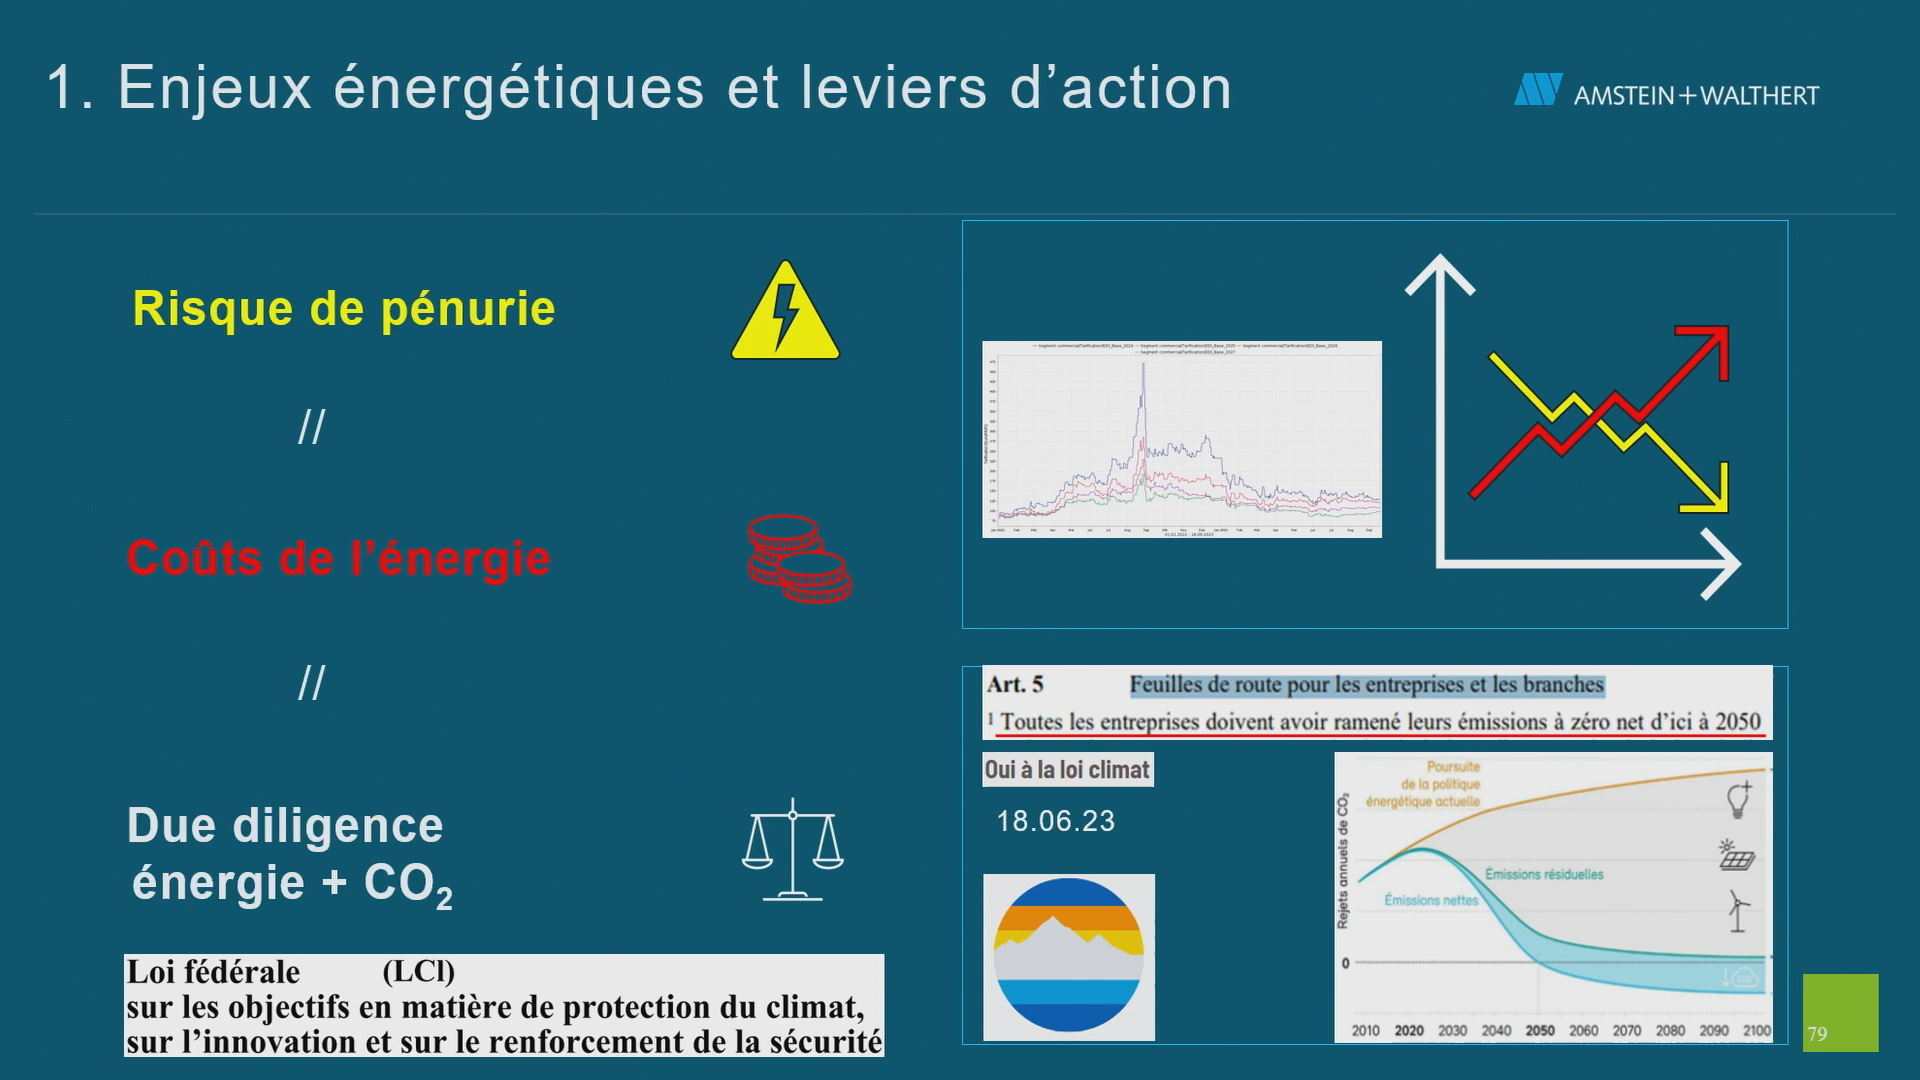 1. Enjeux énergétiques et leviers d’action
AMSTEIN+WALTHERT
Risque de pénurie
//
Coûts de l’énergie
//
Due diligence
énergie + CO₂
Loi fédérale (LCl)
sur les objectifs en matière de protection du climat,
sur l’innovation et sur le renforcement de la sécurité
Art. 5 Feuilles de route pour les entreprises et les branches
¹ Toutes les entreprises doivent avoir ramené leurs émissions à zéro net d’ici à 2050
Oui à la loi climat
18.06.23
Poursuite
de la politique
énergétique actuelle
Rejets annuels de CO₂
Émissions résiduelles
Émissions nettes
0
2010 2020 2030 2040 2050 2060 2070 2080 2090 2100
79